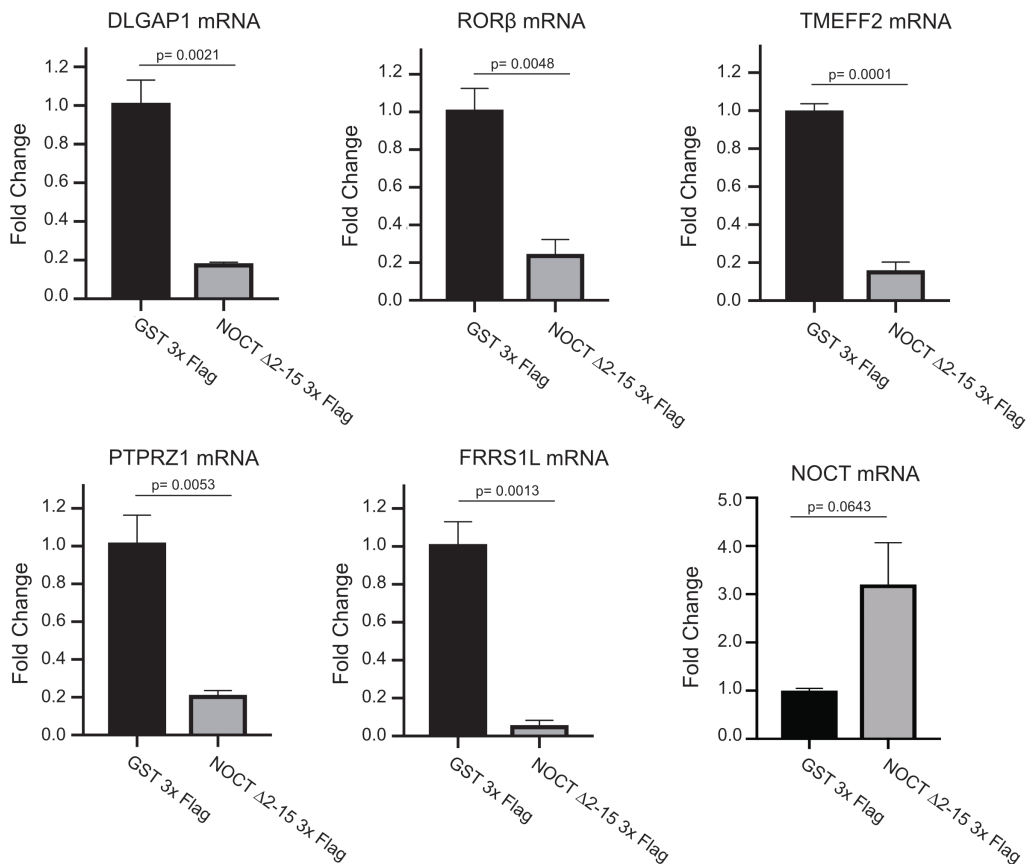 DLGAP1 mRNA
p= 0.0021
Fold Change
1.2
1.0
0.8
0.6
0.4
0.2
0.0
GST 3x Flag
NOCT Δ2-15 3x Flag
RORβ mRNA
p= 0.0048
Fold Change
1.2
1.0
0.8
0.6
0.4
0.2
0.0
GST 3x Flag
NOCT Δ2-15 3x Flag
TMEFF2 mRNA
p= 0.0001
Fold Change
1.2
1.0
0.8
0.6
0.4
0.2
0.0
GST 3x Flag
NOCT Δ2-15 3x Flag
PTPRZ1 mRNA
p= 0.0053
Fold Change
1.2
1.0
0.8
0.6
0.4
0.2
0.0
GST 3x Flag
NOCT Δ2-15 3x Flag
FRRS1L mRNA
p= 0.0013
Fold Change
1.2
1.0
0.8
0.6
0.4
0.2
0.0
GST 3x Flag
NOCT Δ2-15 3x Flag
NOCT mRNA
p= 0.0643
Fold Change
5.0
4.0
3.0
2.0
1.0
0.0
GST 3x Flag
NOCT Δ2-15 3x Flag